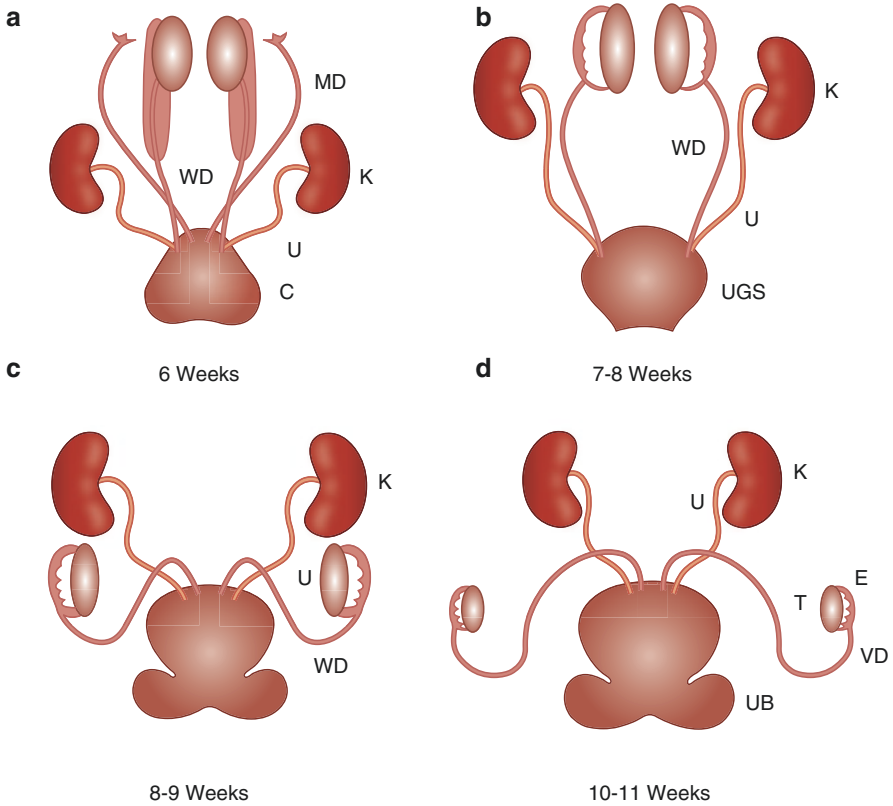 a
MD
WD
K
U
C
6 Weeks
b
K
WD
U
UGS
7-8 Weeks
c
K
U
WD
8-9 Weeks
d
K
U
E
T
VD
UB
10-11 Weeks